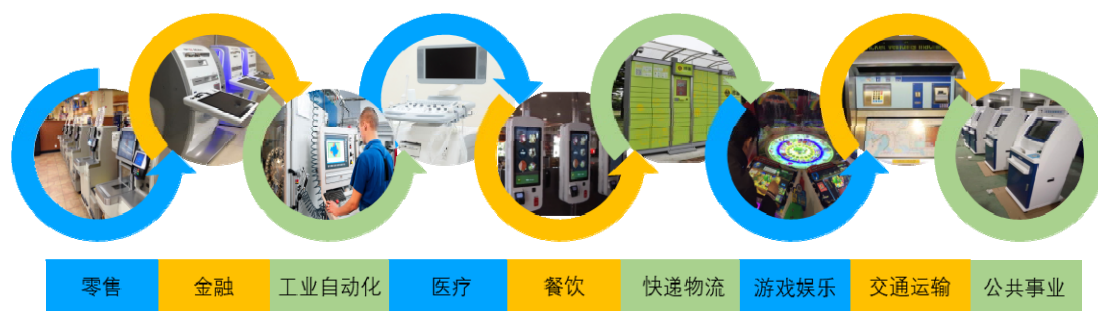 零售
金融
工业自动化
医疗
餐饮
快递物流
游戏娱乐
交通运输
公共事业